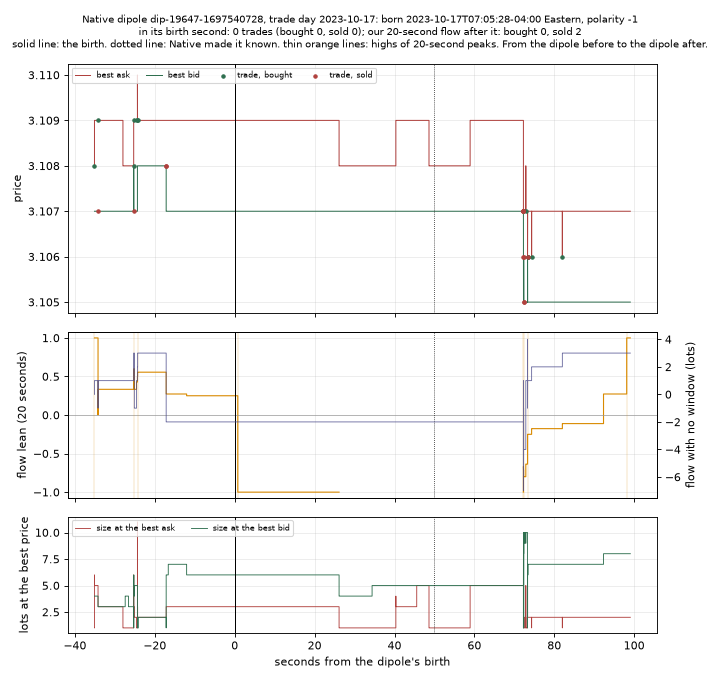 Native dipole dip-19647-1697540728, trade day 2023-10-17: born 2023-10-17T07:05:28-04:00 Eastern, polarity -1
in its birth second: 0 trades (bought 0, sold 0); our 20-second flow after it: bought 0, sold 2
solid line: the birth. dotted line: Native made it known. thin orange lines: highs of 20-second peaks. From the dipole before to the dipole after.
best ask best bid trade, bought trade, sold
3.110
3.109
3.108
3.107
3.106
3.105
price
1.0
0.5
0.0
−0.5
−1.0
flow lean (20 seconds)
4
2
0
−2
−4
−6
flow with no window (lots)
size at the best ask size at the best bid
10.0
7.5
5.0
2.5
lots at the best price
−40 −20 0 20 40 60 80 100
seconds from the dipole's birth